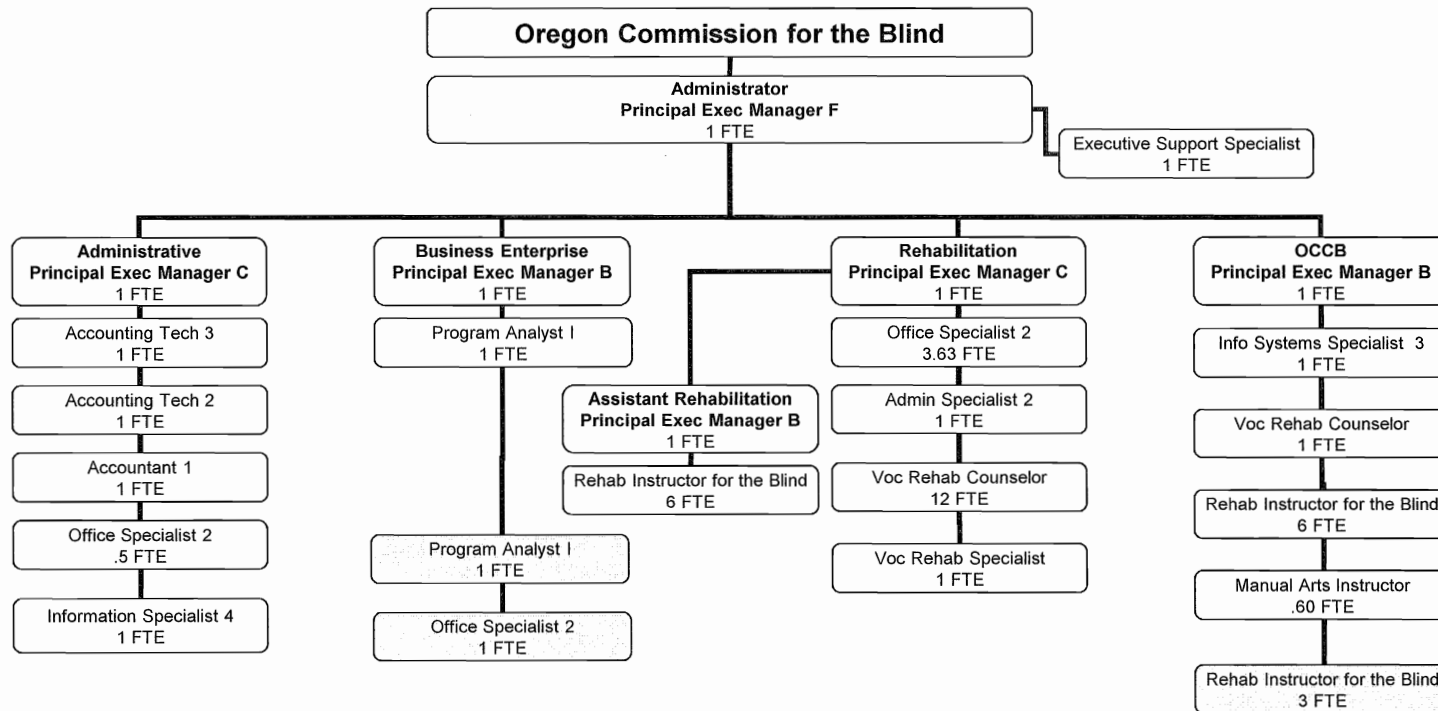 Oregon Commission for the Blind
Administrator
Principal Exec Manager F
1 FTE
Executive Support Specialist
1 FTE
Administrative
Principal Exec Manager C
1 FTE
Accounting Tech 3
1 FTE
Accounting Tech 2
1 FTE
Accountant 1
1 FTE
Office Specialist 2
.5 FTE
Information Specialist 4
1 FTE
Business Enterprise
Principal Exec Manager B
1 FTE
Program Analyst I
1 FTE
Program Analyst I
1 FTE
Office Specialist 2
1 FTE
Rehabilitation
Principal Exec Manager C
1 FTE
Assistant Rehabilitation
Principal Exec Manager B
1 FTE
Rehab Instructor for the Blind
6 FTE
Office Specialist 2
3.63 FTE
Admin Specialist 2
1 FTE
Voc Rehab Counselor
12 FTE
Voc Rehab Specialist
1 FTE
OCCB
Principal Exec Manager B
1 FTE
Info Systems Specialist 3
1 FTE
Voc Rehab Counselor
1 FTE
Rehab Instructor for the Blind
6 FTE
Manual Arts Instructor
.60 FTE
Rehab Instructor for the Blind
3 FTE